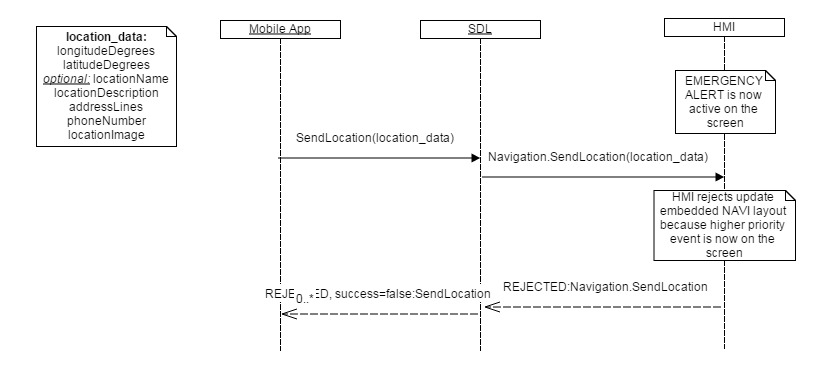 location_data:
longitudeDegrees
latitudeDegrees
optional: locationName
locationDescription
addressLines
phoneNumber
locationImage
Mobile App
SDL
HMI
EMERGENCY
ALERT is now
active on the
screen
SendLocation(location_data)
Navigation.SendLocation(location_data)
HMI rejects update
embedded NAVI layout
because higher priority
event is now on the
screen
REJECTED:Navigation.SendLocation
success=false:SendLocation
0..*